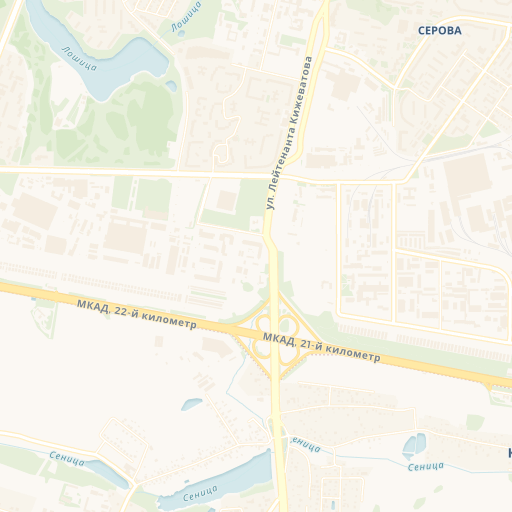 Лошица
СЕРОВА
Лошица
ул. Лейтенанта Кижеватова
МКАД, 22-й километр
МКАД, 21-й километр
Сеница
Сеница
Сеница
Сеница